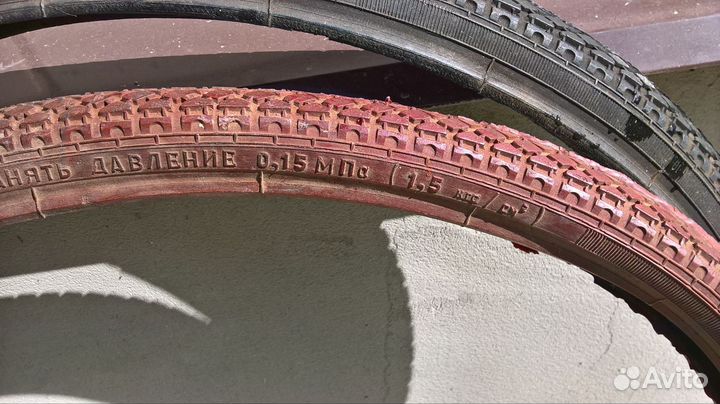 АНЯТЬ ДАВЛЕНИЕ 0,15 МПа (1,5 кгс/см²)
Avito